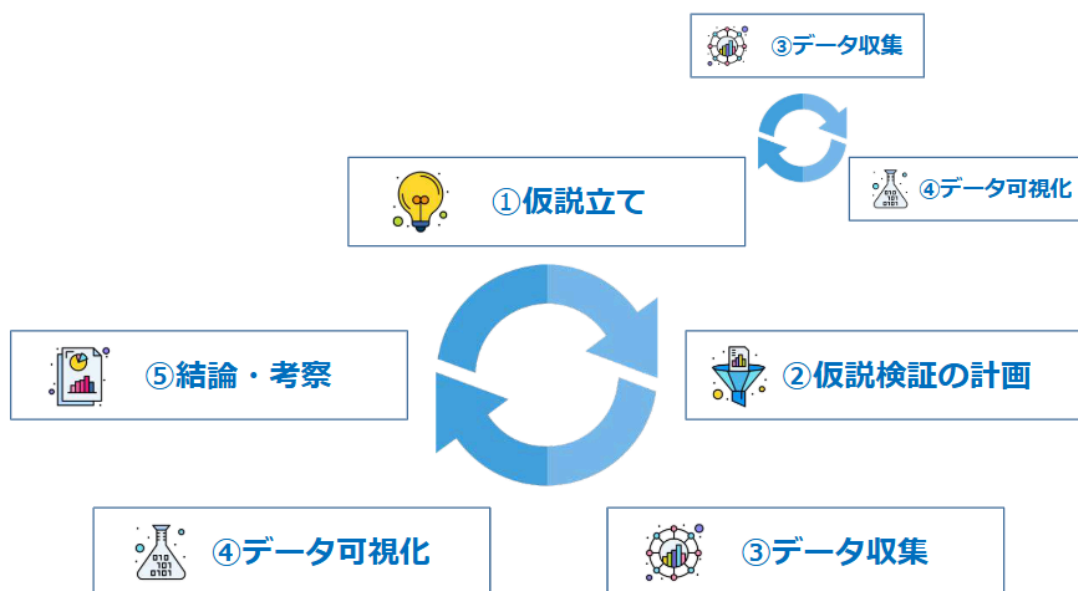 ③データ収集
④データ可視化
①仮説立て
②仮説検証の計画
⑤結論・考察
③データ収集
④データ可視化